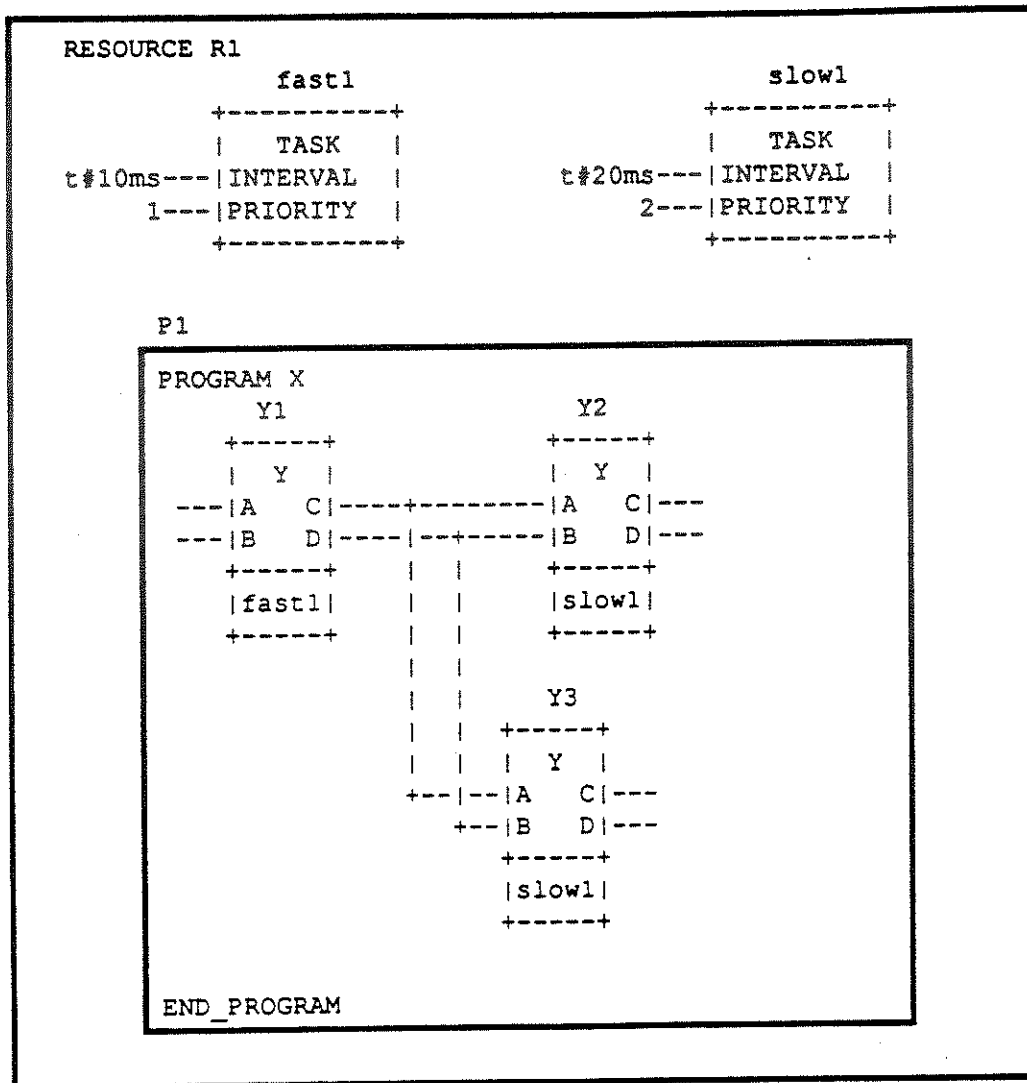 RESOURCE R1
fast1 slow1
+-----------+ +-----------+
| TASK | | TASK |
t#10ms---|INTERVAL | t#20ms---|INTERVAL |
1---|PRIORITY | 2---|PRIORITY |
+-----------+ +-----------+
P1
PROGRAM X
Y1 Y2
+------+ +------+
| Y | | Y |
---|A C|----+--------|A C|---
---|B D|----|--+-----|B D|---
+------+ | | +------+
|fast1| | | |slow1|
+------+ | | +------+
| |
| | Y3
| | +------+
| | | Y |
+--|--|A C|---
+--|B D|---
+------+
|slow1|
+------+
END_PROGRAM